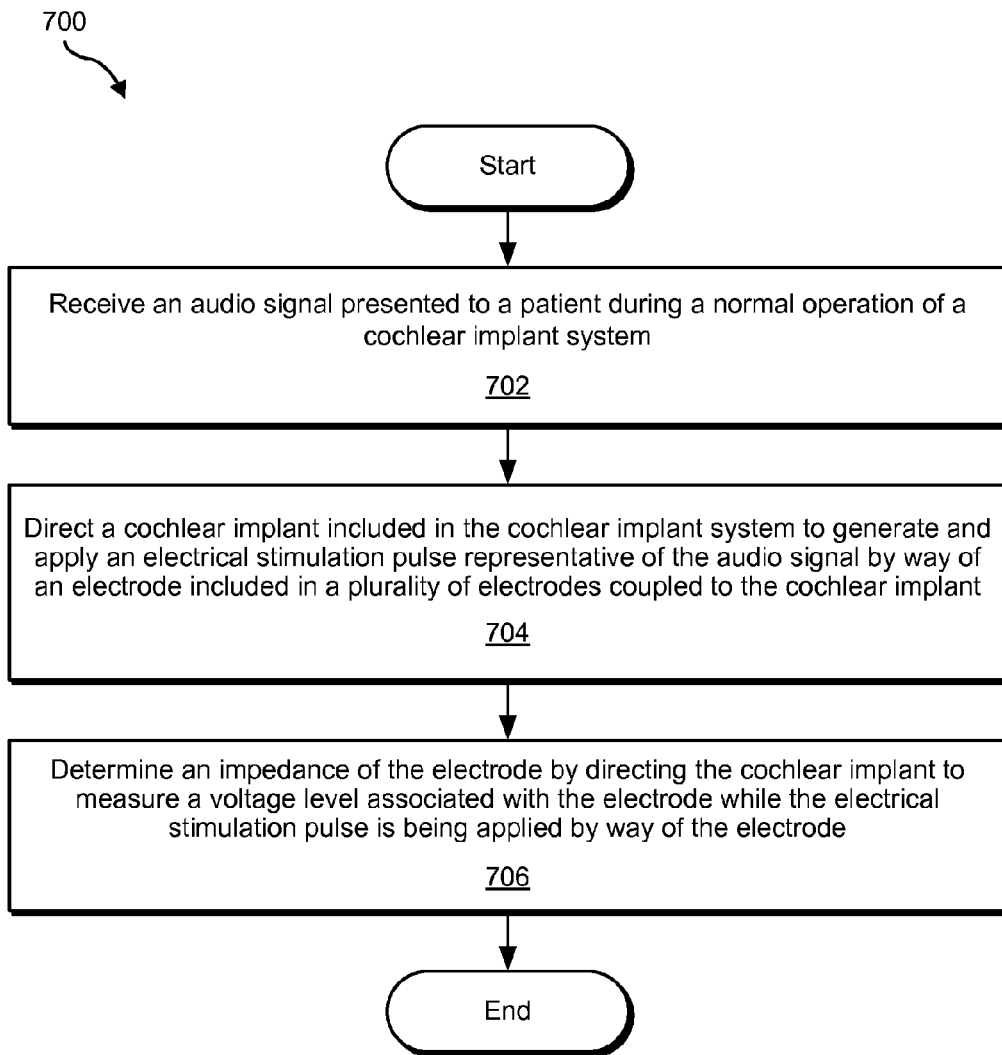 700
Start
Receive an audio signal presented to a patient during a normal operation of a
cochlear implant system
702
Direct a cochlear implant included in the cochlear implant system to generate and
apply an electrical stimulation pulse representative of the audio signal by way of
an electrode included in a plurality of electrodes coupled to the cochlear implant
704
Determine an impedance of the electrode by directing the cochlear implant to
measure a voltage level associated with the electrode while the electrical
stimulation pulse is being applied by way of the electrode
706
End